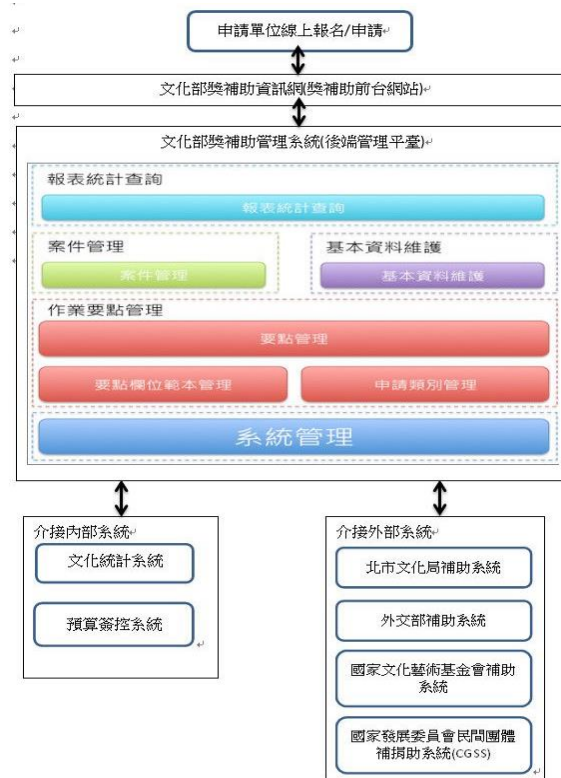 申請單位線上報名/申請
文化部獎補助資訊網(獎補助前台網站)
文化部獎補助管理系統(後端管理平臺)
報表統計查詢
報表統計查詢
案件管理
案件管理
基本資料維護
基本資料維護
作業要點管理
要點管理
要點欄位範本管理
申請類別管理
系統管理
介接內部系統
文化統計系統
預算簽控系統
介接外部系統
北市文化局補助系統
外交部補助系統
國家文化藝術基金會補助
系統
國家發展委員會民間團體
補捐助系統(CGSS)